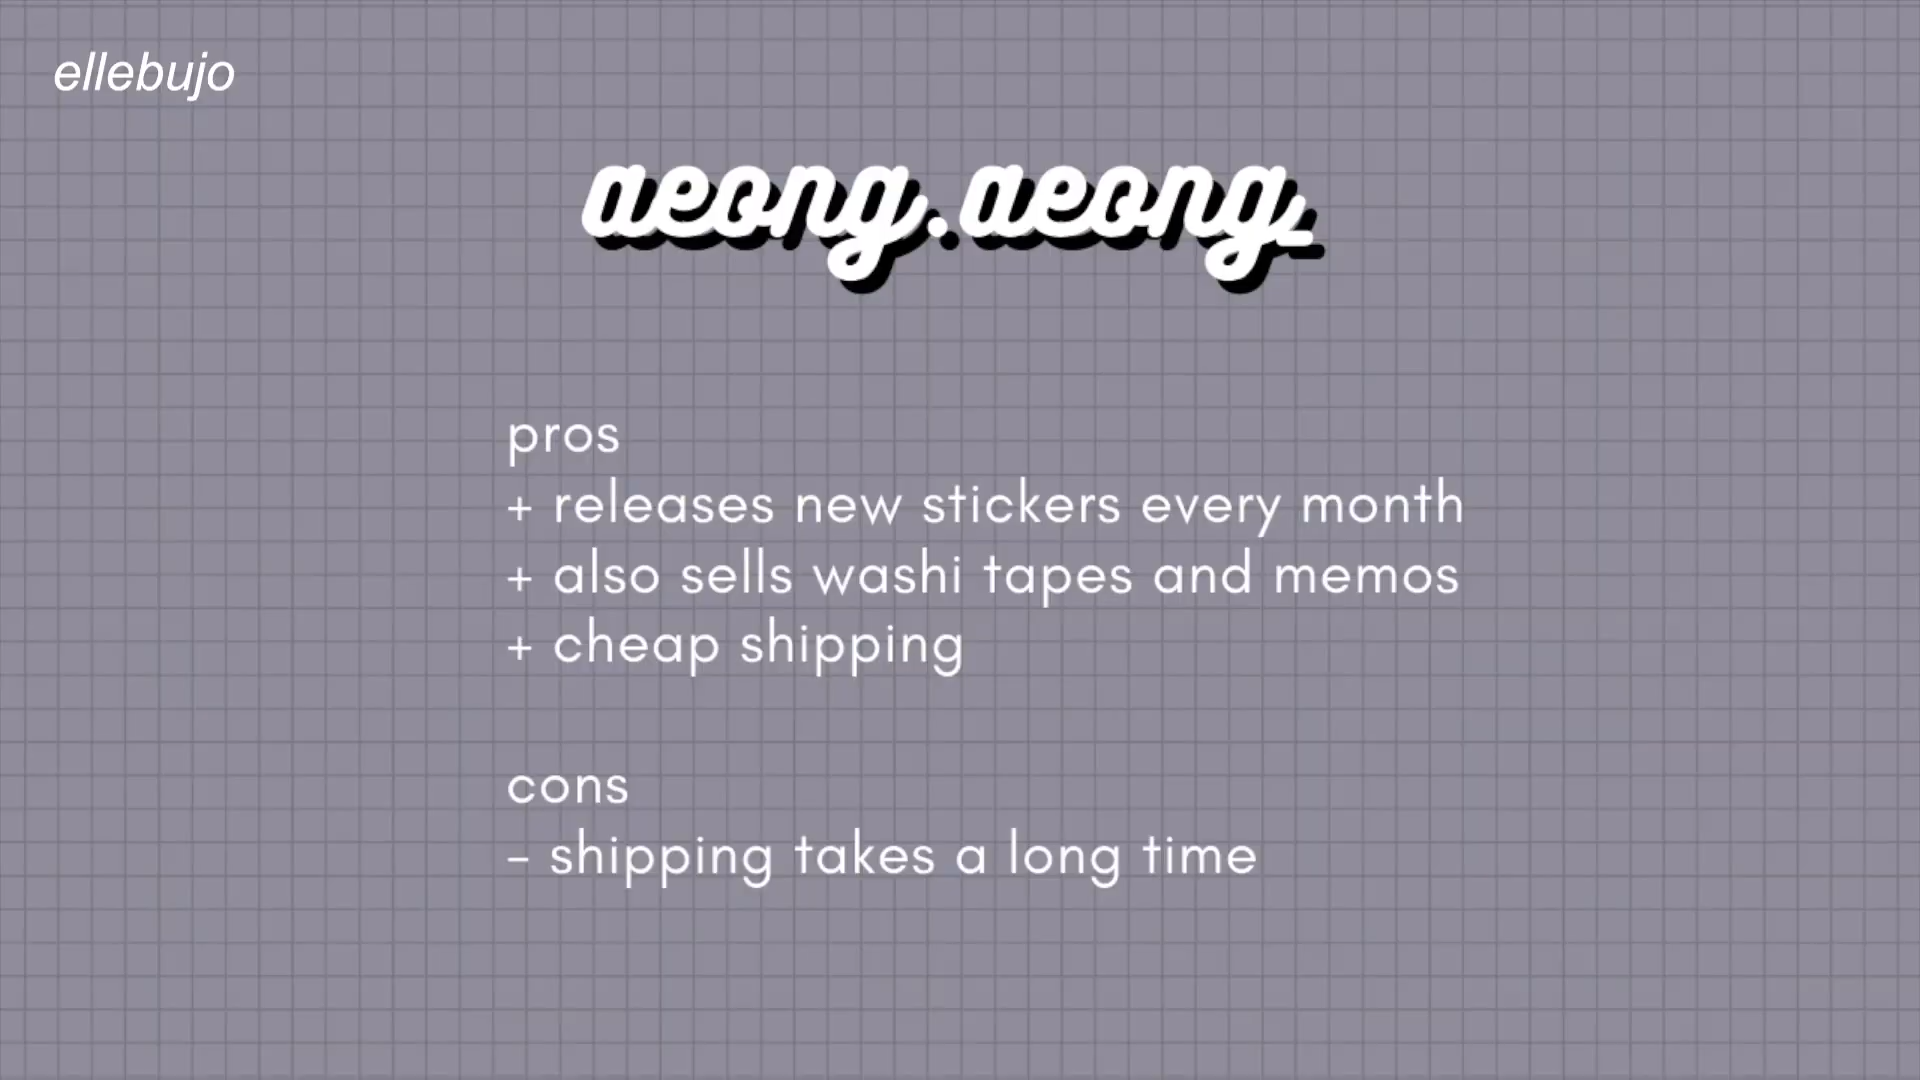 ellebujo
aeong.aeong_
pros
+ releases new stickers every month
+ also sells washi tapes and memos
+ cheap shipping
cons
- shipping takes a long time